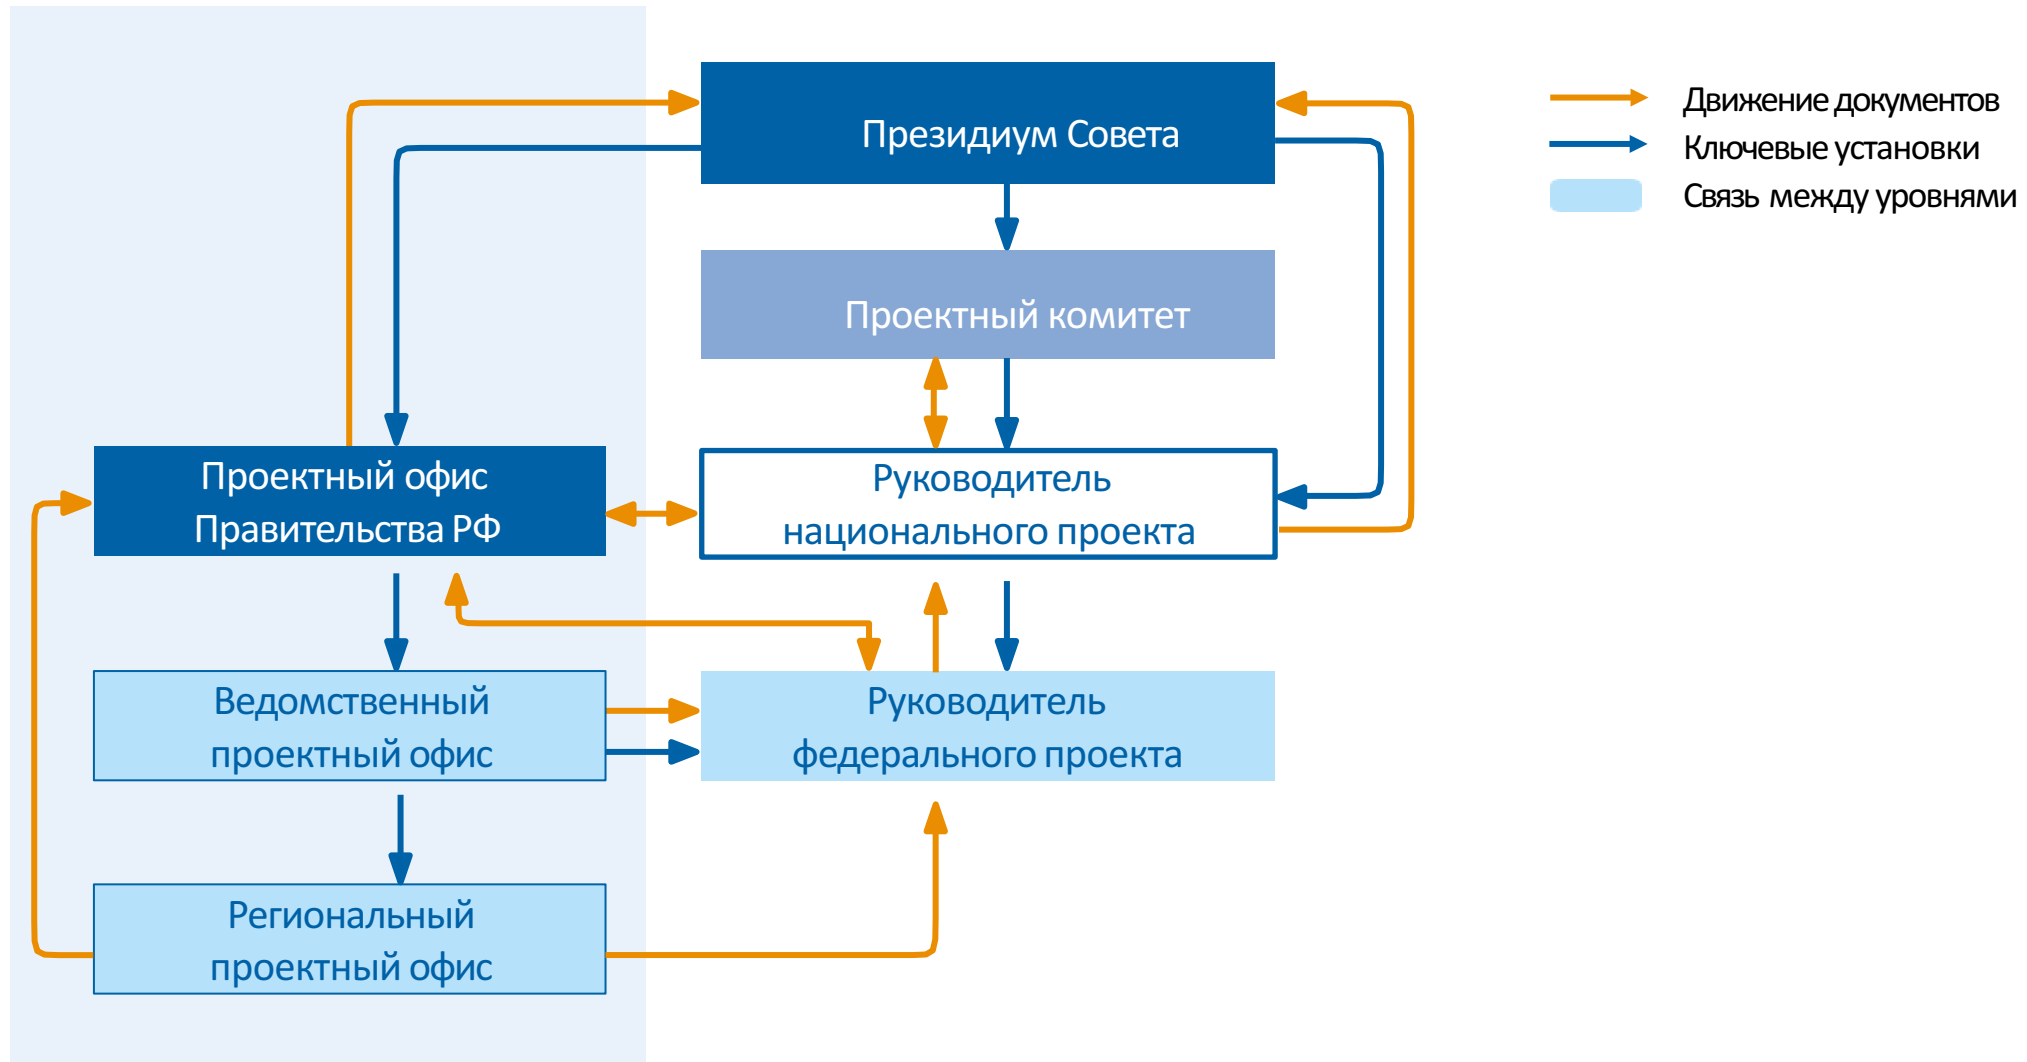 Президиум Совета
Движение документов
Ключевые установки
Связь между уровнями
Проектный комитет
Проектный офис
Правительства РФ
Руководитель
национального проекта
Ведомственный
проектный офис
Руководитель
федерального проекта
Региональный
проектный офис